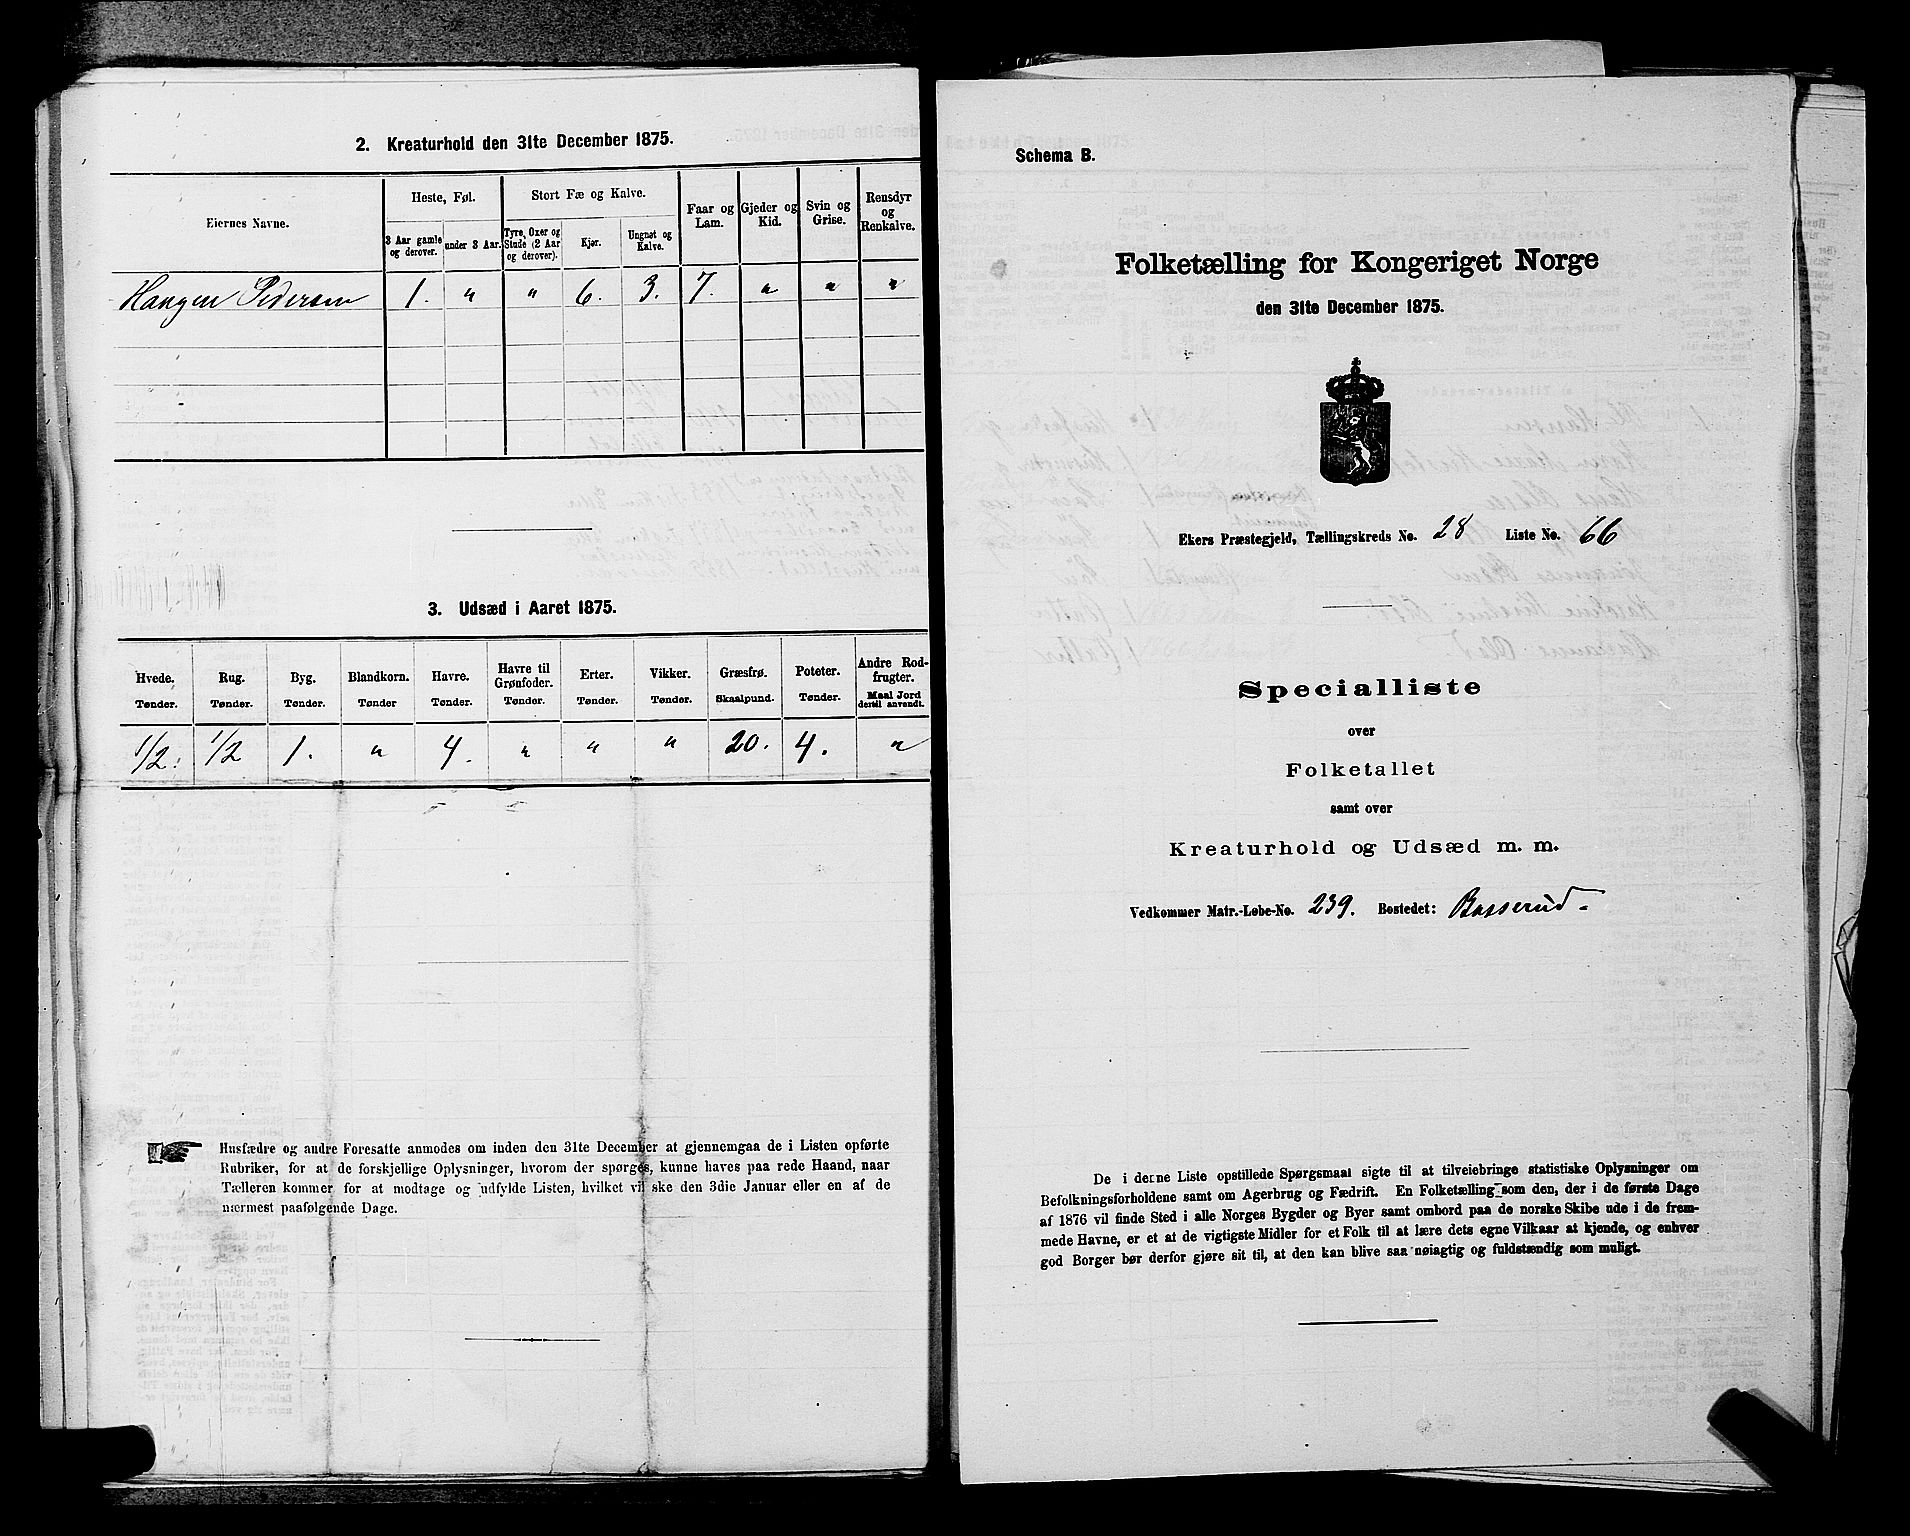 2. Kreaturhold den 31te December 1875.
Eiernes Navne.
Heste, Føl.
Stort Fæ og Kalve.
Faar og Lam.
Gjeder og Kid.
Svin og Grise.
Rensdyr og Renkalve.
3 Aar gamle og derover.
under 3 Aar.
Tyre, Oxer og Stude (2 Aar og derover).
Kjør.
Ungnøt og Kalve.
Pedersen 1. " " 6. 3. 7. " " "
3. Udsæd i Aaret 1875.
Hvede. Rug. Byg. Blandkorn. Havre. Havre til Grønfoder. Erter. Vikker. Græsfrø. Poteter. Andre Rodfrugter.
Tønder. Tønder. Tønder. Tønder Tønder. Tønder. Tønder. Tønder. Skaalpund. Tønder. Maal Jord dertil anvendt.
1/2. 1/2 1. " 4. " " " 20. 4. "
Husfædre og andre Foresatte anmodes om inden den 31te December at gjennemgaa de i Listen opførte
Rubriker, for at de forskjellige Oplysninger, hvorom der spørges, kunne haves paa rede Haand, naar
Tælleren kommer for at modtage og udfylde Listen, hvilket vil ske den 3die Januar eller en af de
nærmest paafølgende Dage.
Schema B.
Folketælling for Kongeriget Norge
den 31te December 1875.
Ekers Præstegjeld, Tællingskreds No. 28 Liste No. 66
Specialliste
over
Folketallet
samt over
Kreaturhold og Udsæd m. m.
Vedkommer Matr.-Løbe-No. 239. Bostedet: Basserud.
De i derne Liste opstillede Spørgsmaal sigte til at tilveiebringe statistiske Oplysninger om
Befolkningsforholdene samt om Agerbrug og Fædrift. En Folketælling som den, der i de første Dage
af 1876 vil finde Sted i alle Norges Bygder og Byer samt ombord paa de norske Skibe ude i de frem-
mede Havne, er et at de vigtigste Midler for et Folk til at lære dets egne Vilkaar at kjende, og enhver
god Borger bør derfor gjøre sit til, at den kan blive saa nøiagtig og fuldstændig som muligt.